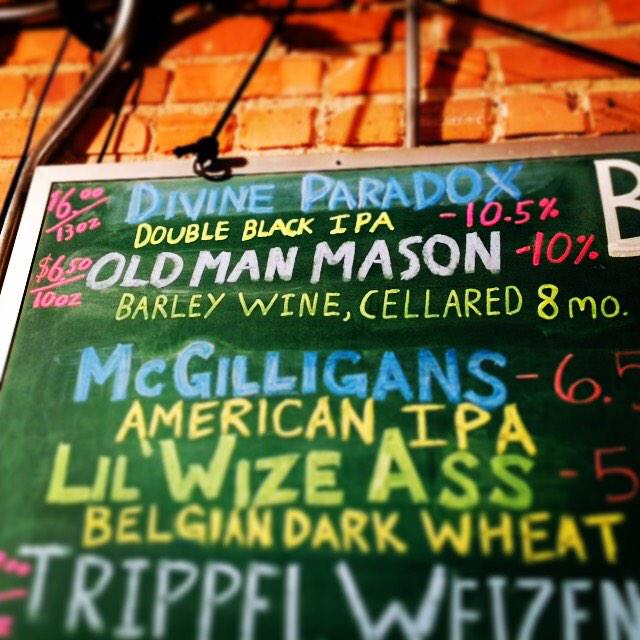 $6.00 DIVINE PARADOX
13oz DOUBLE BLACK IPA -10.5%
$6.50 OLD MAN MASON -10%
10oz BARLEY WINE, CELLARED 8 mo.
McGILLIGANS - 6.5
AMERICAN IPA
LIL' WIZE ASS - 5
BELGIAN DARK WHEAT
TRIPPEL WEIZEN
B